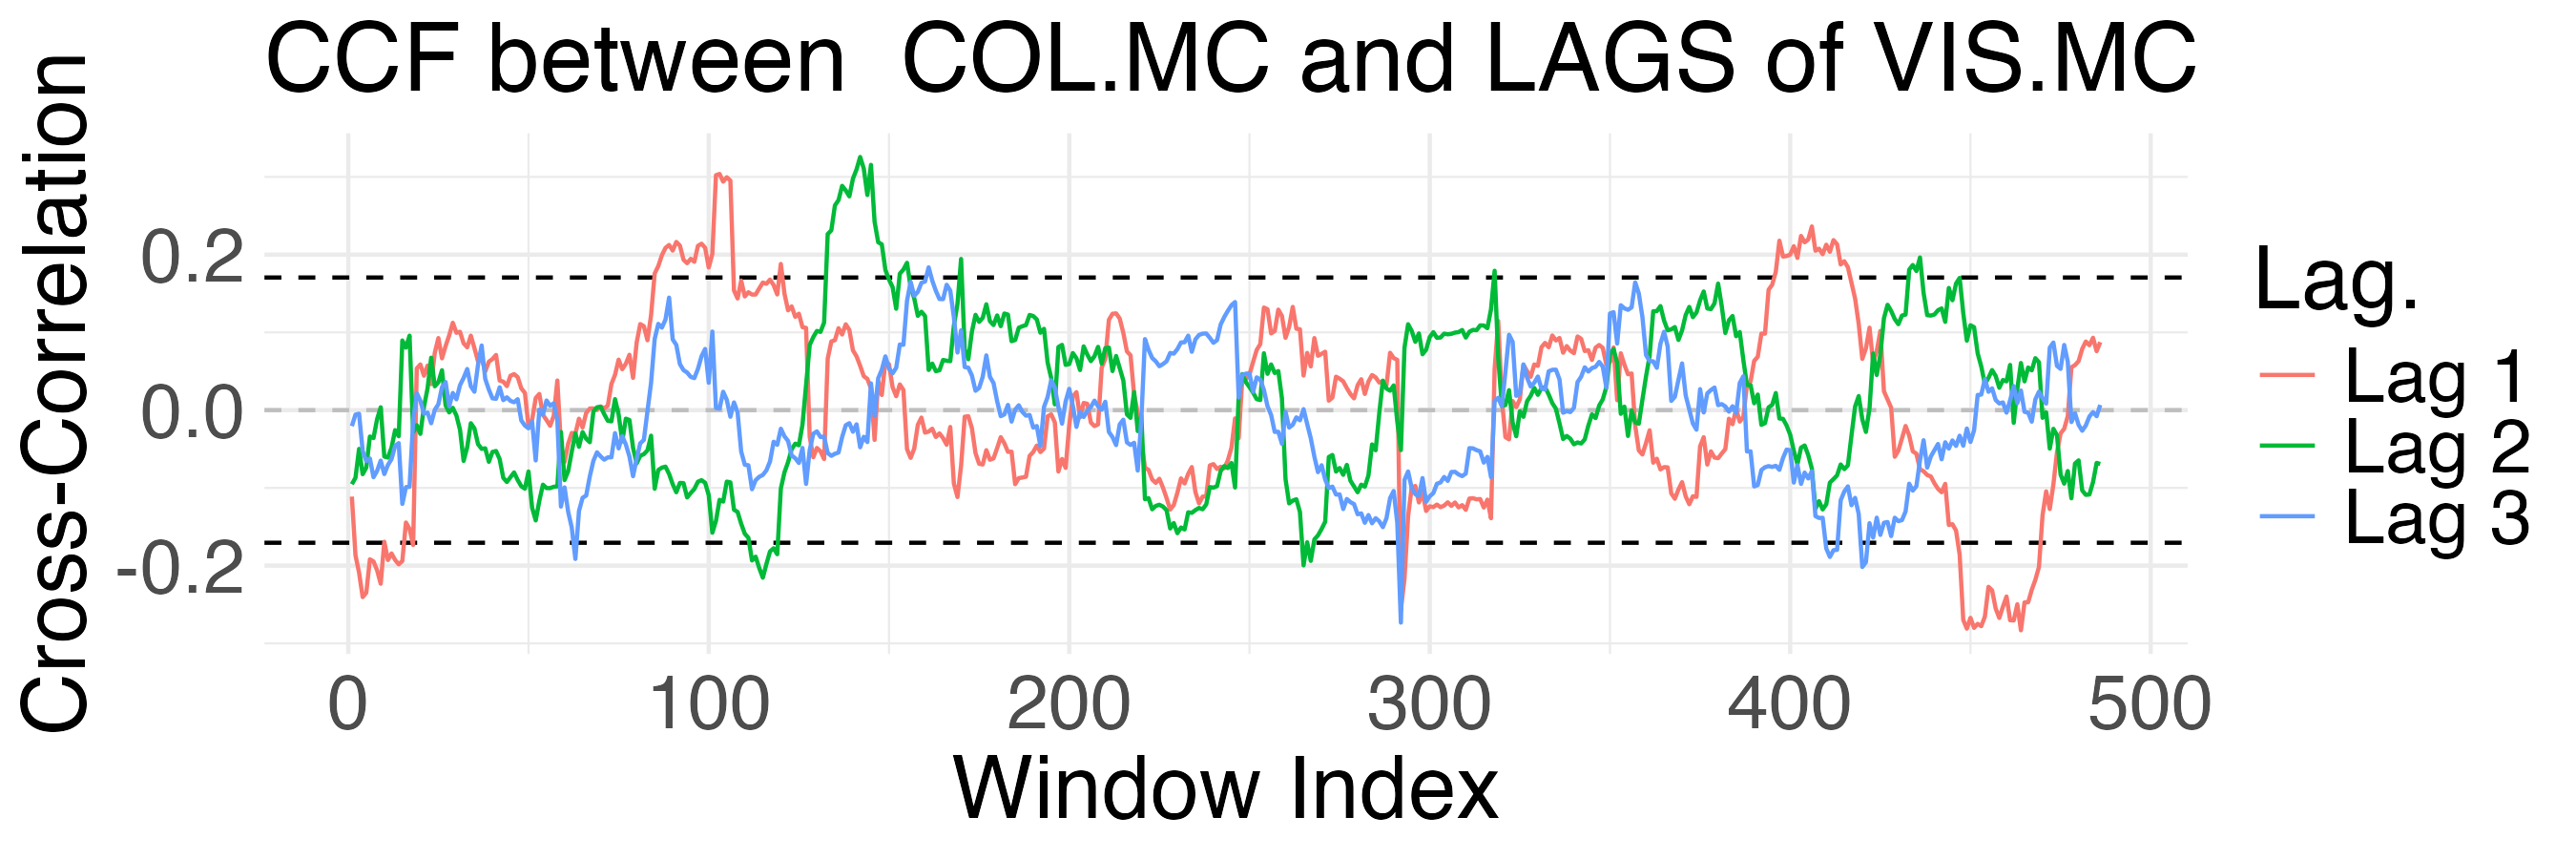 CCF between  COL.MC and LAGS of VIS.MC
Cross-Correlation
0.2
0.0
-0.2
0
100
200
300
400
500
Window Index
Lag.
Lag 1
Lag 2
Lag 3